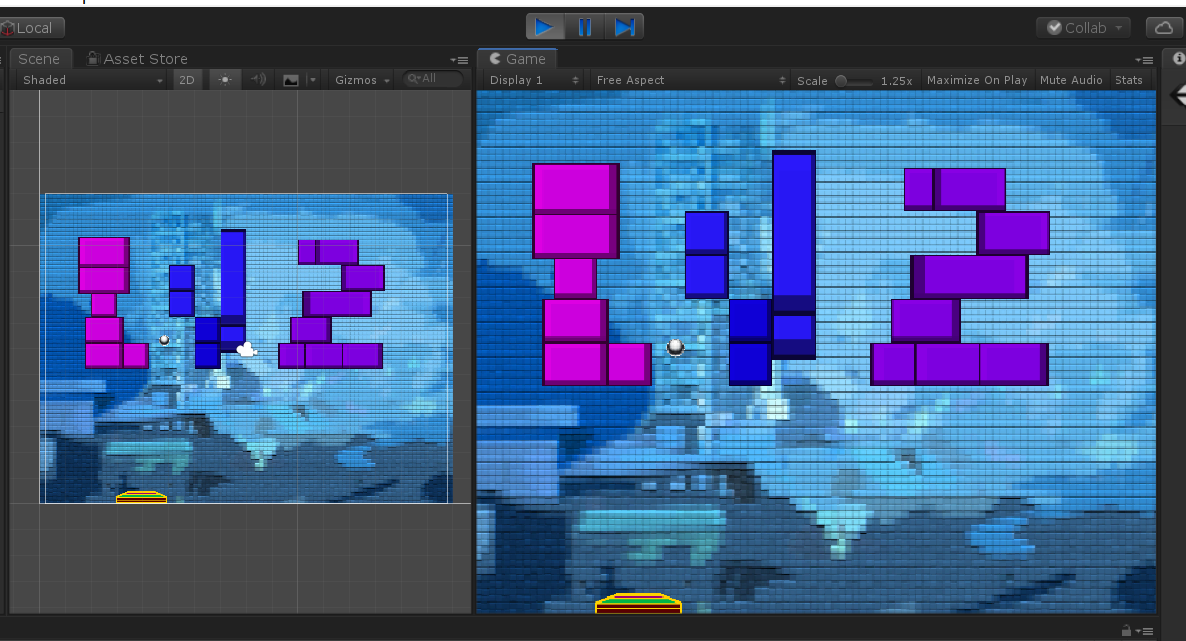 Local
Collab
Scene Asset Store
Game
Shaded 2D Gizmos All
Display 1 Free Aspect Scale 1.25x Maximize On Play Mute Audio Stats